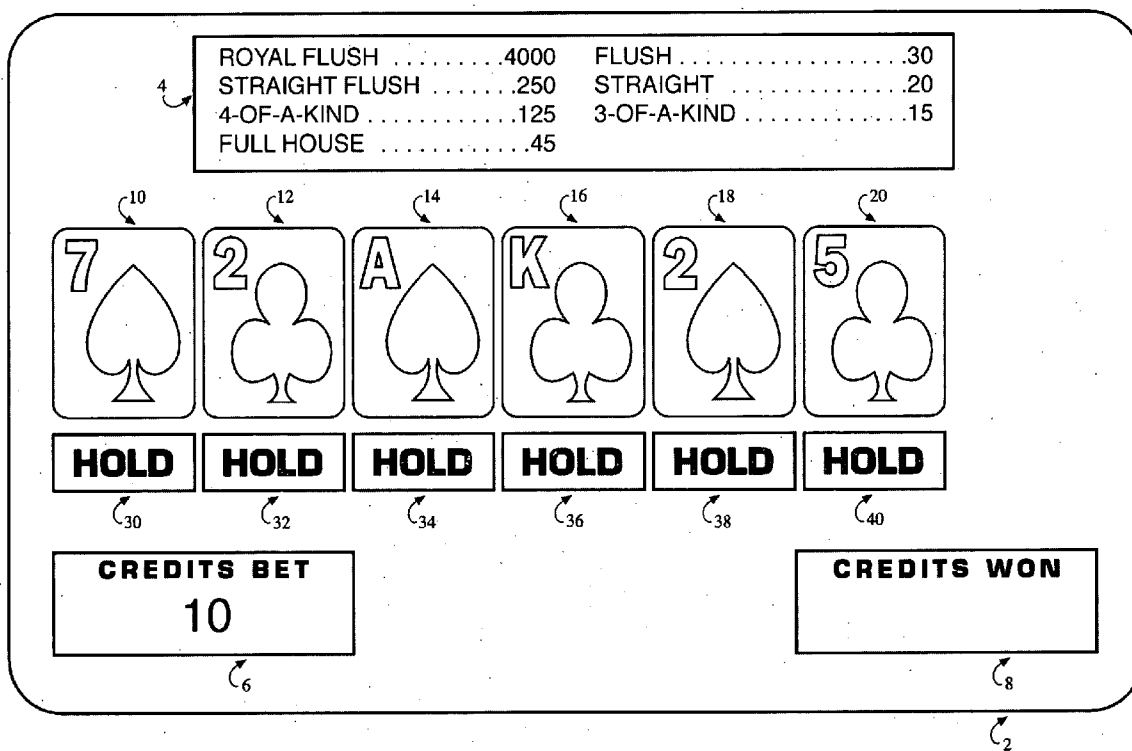 ROYAL FLUSH .........4000 FLUSH ...................30
4
STRAIGHT FLUSH .......250 STRAIGHT ...............20
4-OF-A-KIND ............125 3-OF-A-KIND .............15
FULL HOUSE ............45
10 12 14 16 18 20
7 2 A K 2 5
HOLD HOLD HOLD HOLD HOLD HOLD
30 32 34 36 38 40
CREDITS BET CREDITS WON
10
6 8
2